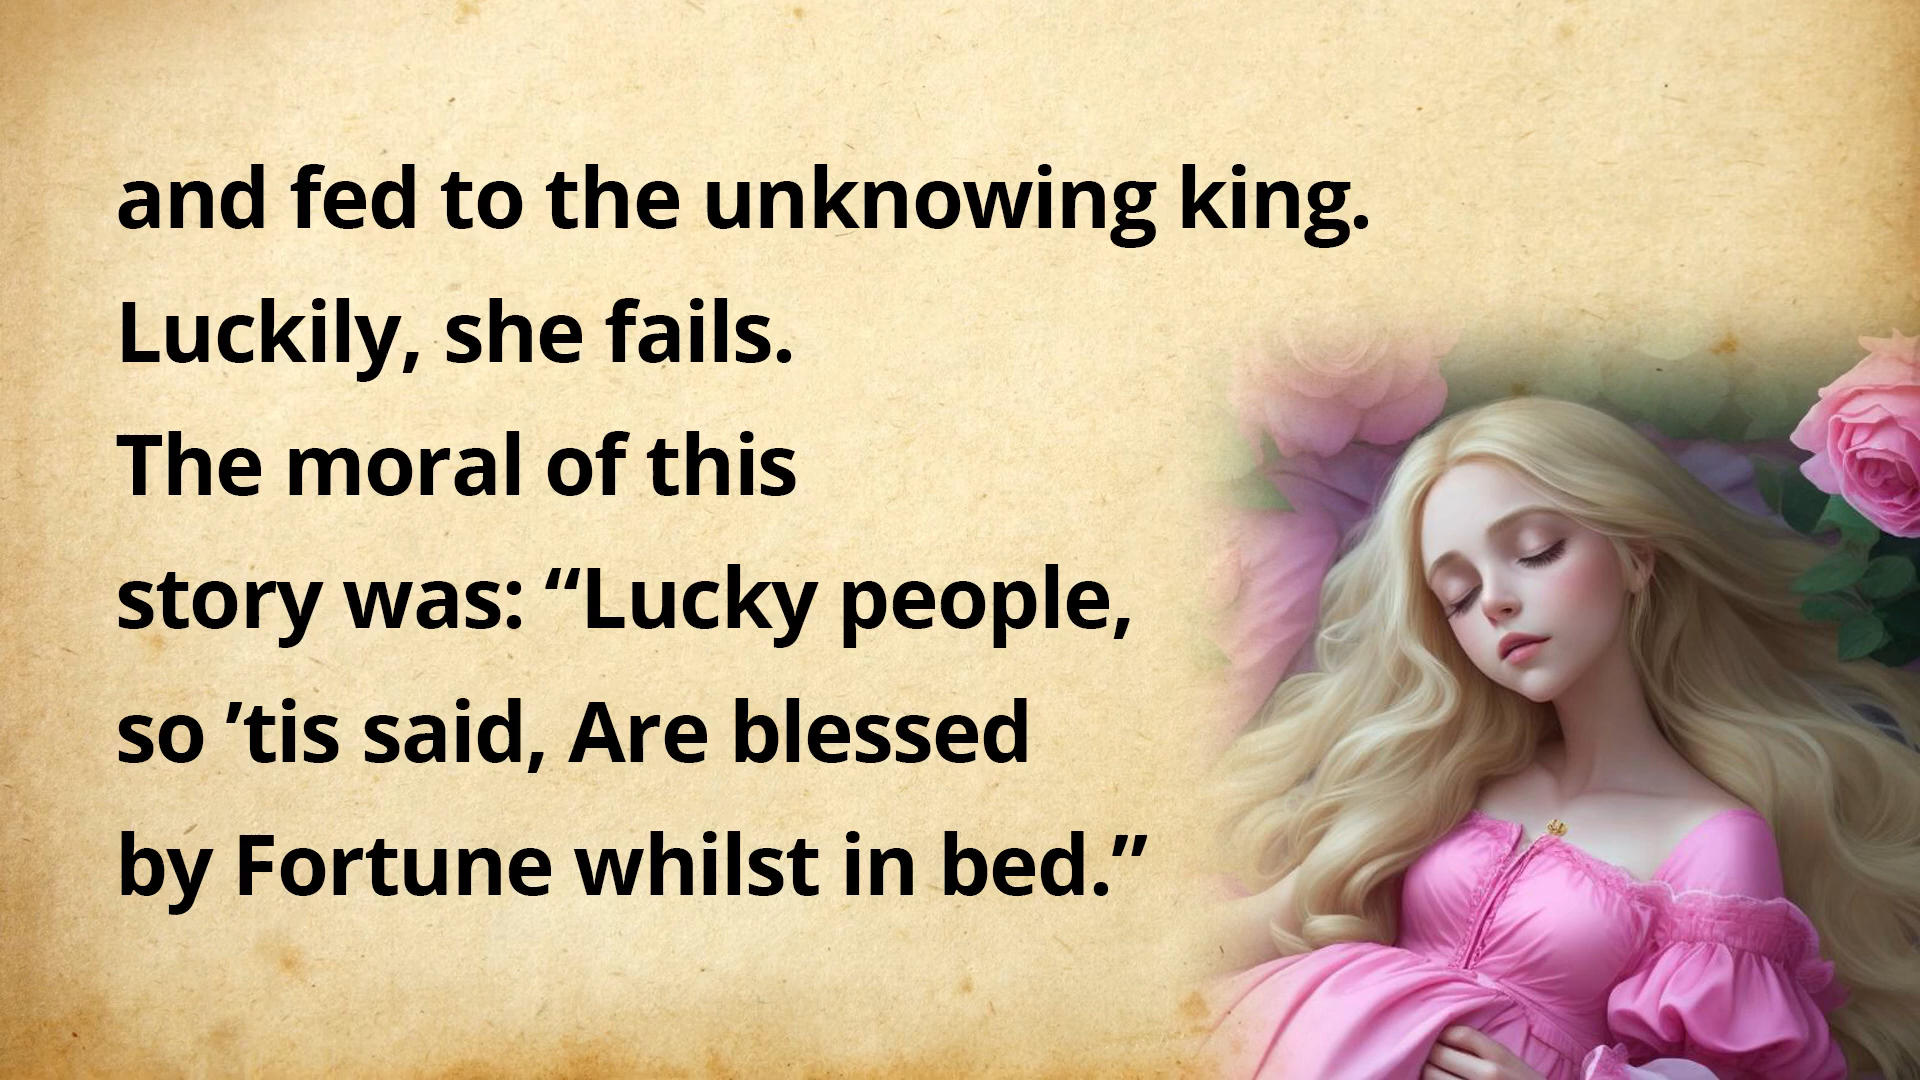 and fed to the unknowing king.
Luckily, she fails.
The moral of this
story was: “Lucky people,
so ’tis said, Are blessed
by Fortune whilst in bed.”